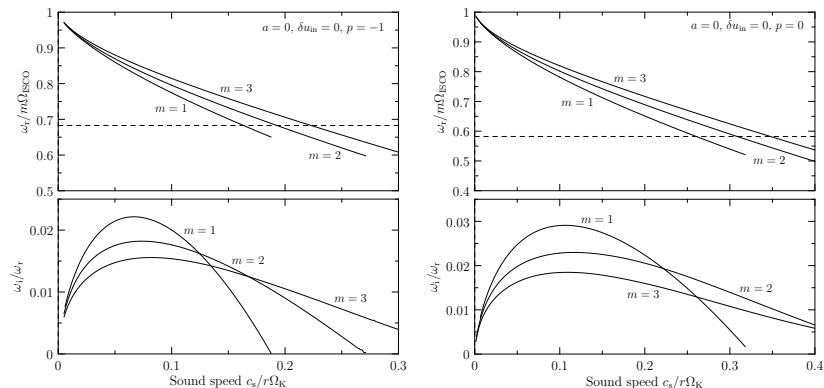 a = 0, δu_in = 0, p = −1
1
0.9
0.8
0.7
0.6
0.5
ω_r/mΩ_ISCO
m = 3
m = 1
m = 2
0.02
0.01
0
ω_i/ω_r
m = 1
m = 2
m = 3
0
0.1
0.2
0.3
Sound speed c_s/rΩ_K
a = 0, δu_in = 0, p = 0
1
0.9
0.8
0.7
0.6
0.5
0.4
ω_r/mΩ_ISCO
m = 3
m = 1
m = 2
0.03
0.02
0.01
0
ω_i/ω_r
m = 1
m = 2
m = 3
0
0.1
0.2
0.3
0.4
Sound speed c_s/rΩ_K